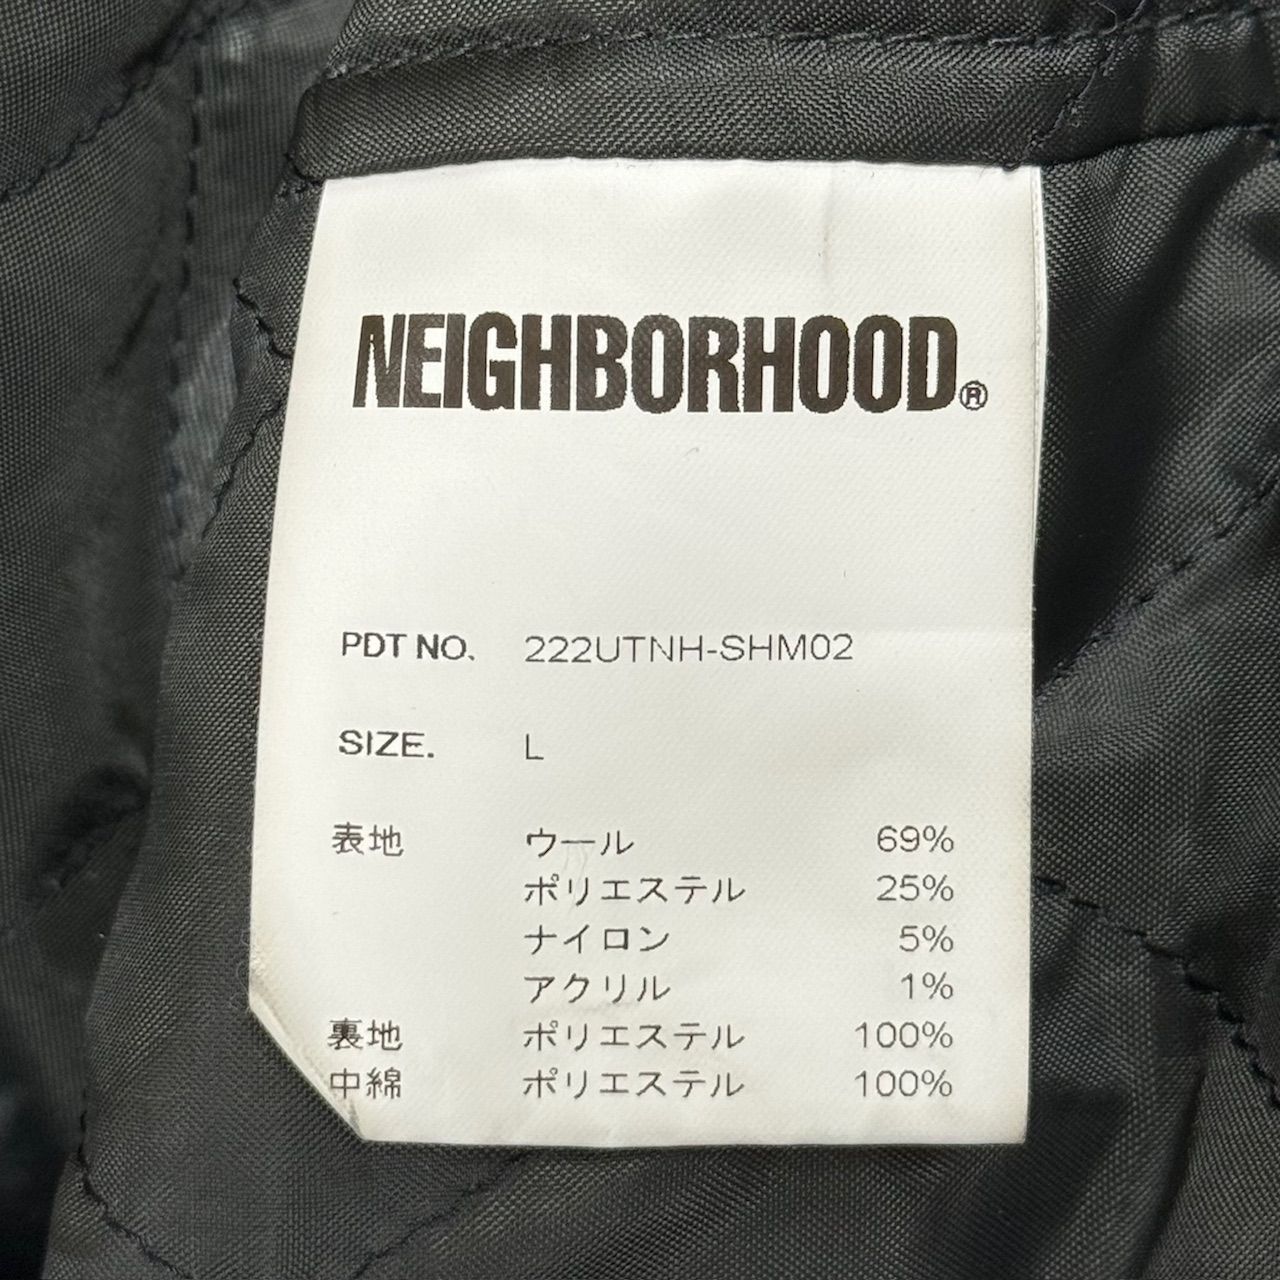 NEIGHBORHOOD®
PDT NO. 222UTNH-SHM02
SIZE. L
表地 ウール 69%
ポリエステル 25%
ナイロン 5%
アクリル 1%
裏地 ポリエステル 100%
中綿 ポリエステル 100%